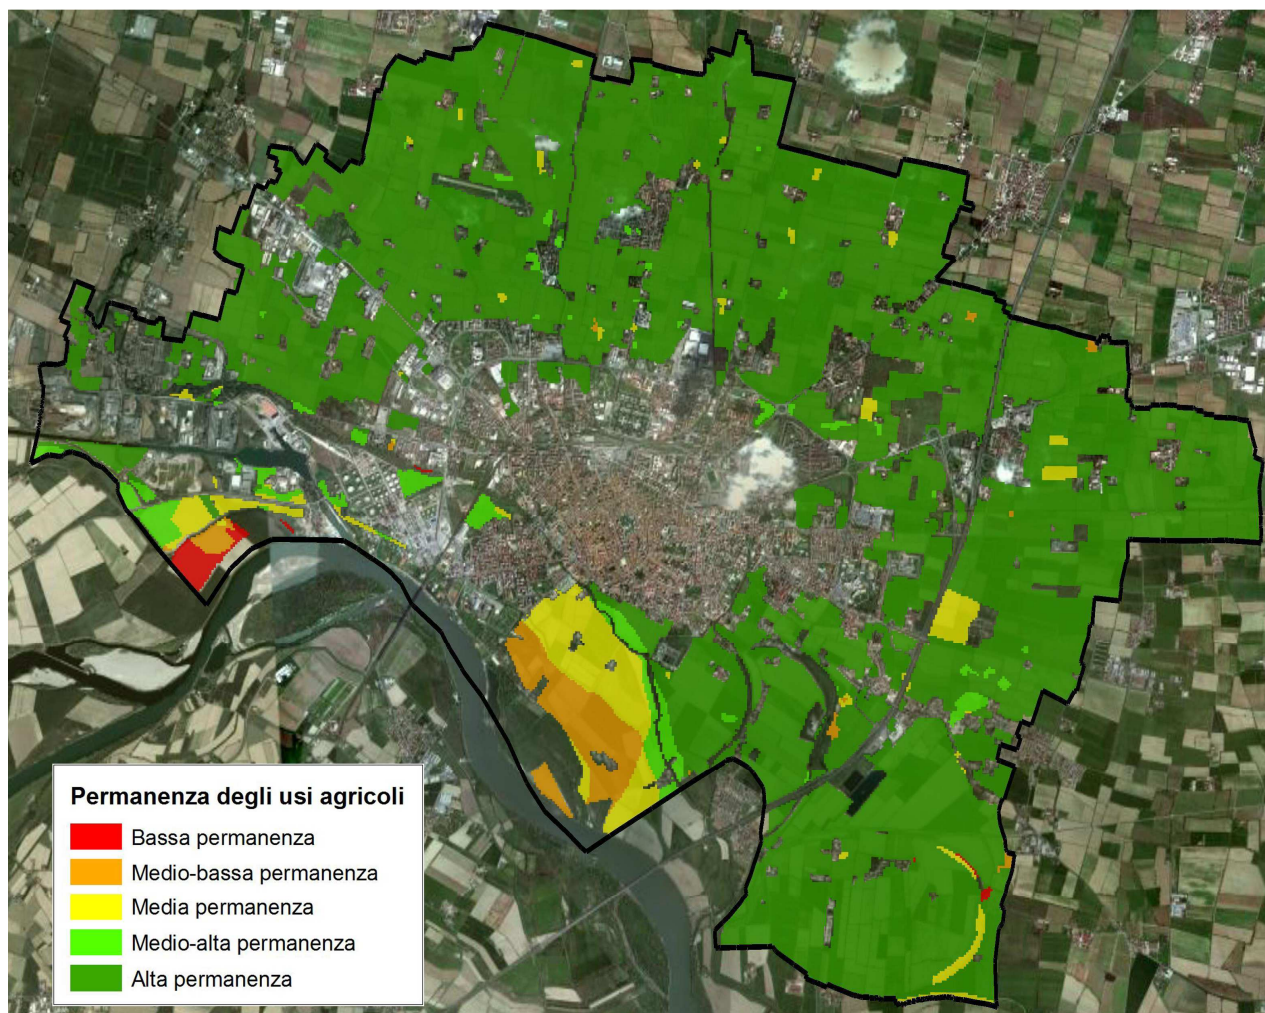 Permanenza degli usi agricoli
Bassa permanenza
Medio-bassa permanenza
Media permanenza
Medio-alta permanenza
Alta permanenza